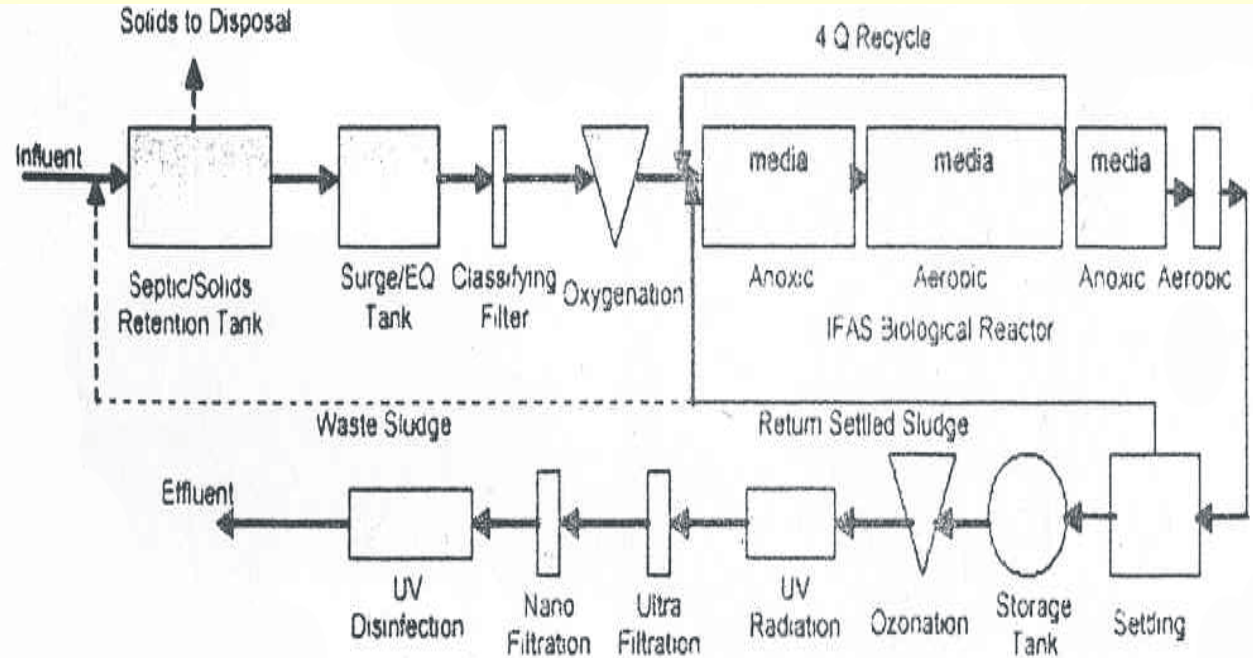 Solids to Disposal
4 Q Recycle
Influent
media
media
media
Septic/Solids
Retention Tank
Surge/EQ
Tank
Classifying
Filter
Oxygenation
Anoxic
Aeropic
Anoxic
Aeropic
IFAS Biological Reactor
Waste Sludge
Return Settled Sludge
Effluent
UV
Disinfection
Nano
Filtration
Ultra
Filtration
UV
Radiation
Ozonation
Storage
Tank
Settling